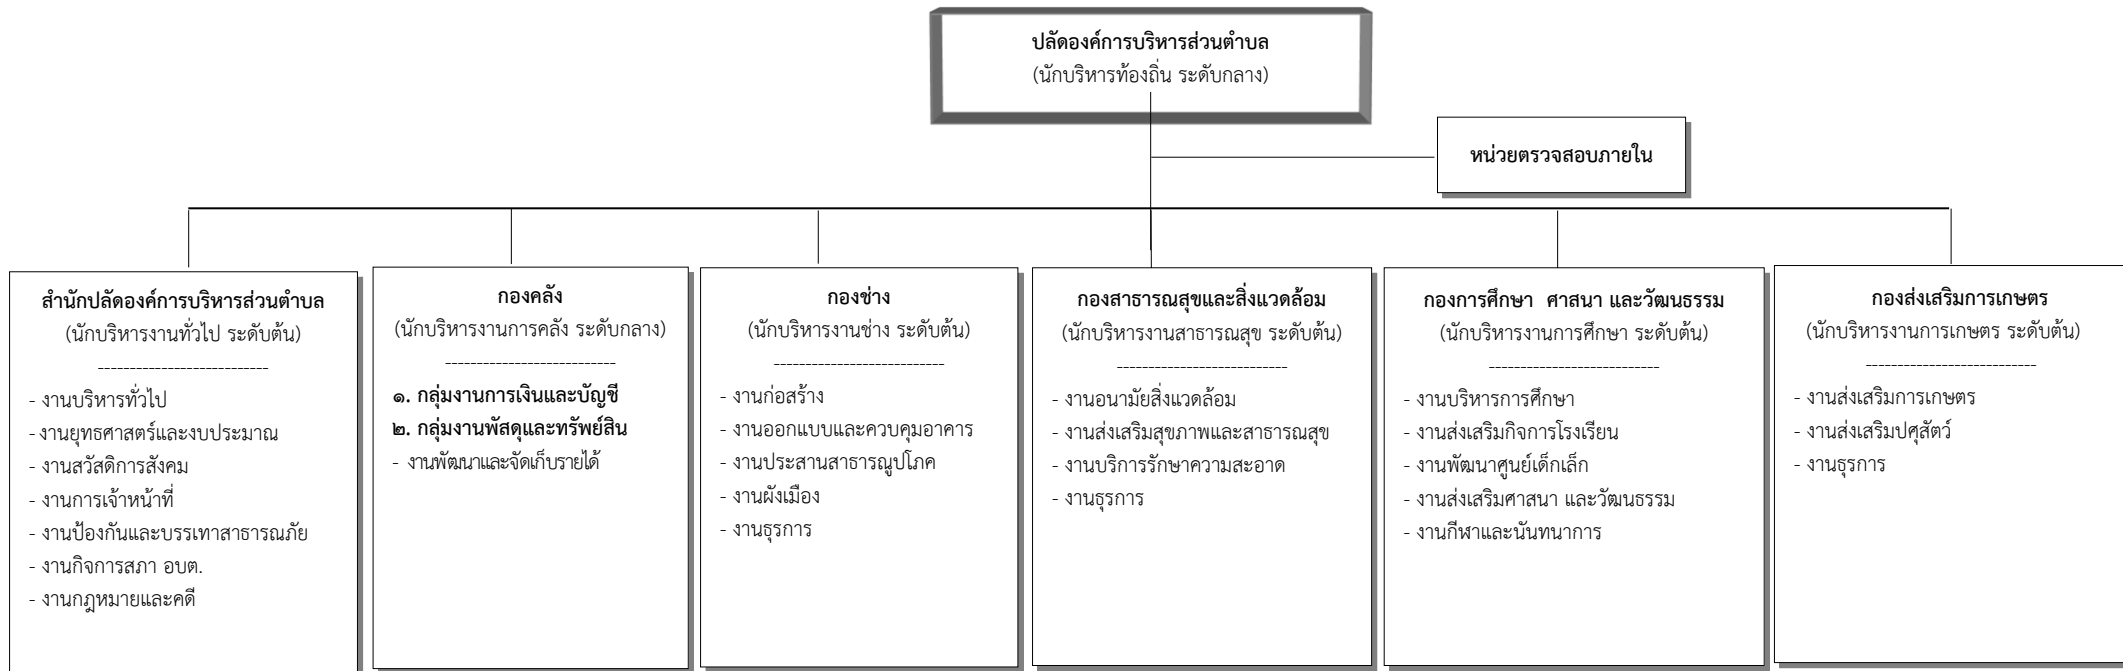 ปลัดองค์การบริหารส่วนตำบล
(นักบริหารท้องถิ่น ระดับกลาง)
หน่วยตรวจสอบภายใน
สำนักปลัดองค์การบริหารส่วนตำบล
(นักบริหารงานทั่วไป ระดับต้น)
---------------------------
- งานบริหารทั่วไป
- งานยุทธศาสตร์และงบประมาณ
- งานสวัสดิการสังคม
- งานการเจ้าหน้าที่
- งานป้องกันและบรรเทาสาธารณภัย
- งานกิจการสภา อบต.
- งานกฎหมายและคดี
กองคลัง
(นักบริหารงานการคลัง ระดับกลาง)
---------------------------
๑. กลุ่มงานการเงินและบัญชี
๒. กลุ่มงานพัสดุและทรัพย์สิน
- งานพัฒนาและจัดเก็บรายได้
กองช่าง
(นักบริหารงานช่าง ระดับต้น)
---------------------------
- งานก่อสร้าง
- งานออกแบบและควบคุมอาคาร
- งานประสานสาธารณูปโภค
- งานผังเมือง
- งานธุรการ
กองสาธารณสุขและสิ่งแวดล้อม
(นักบริหารงานสาธารณสุข ระดับต้น)
---------------------------
- งานอนามัยสิ่งแวดล้อม
- งานส่งเสริมสุขภาพและสาธารณสุข
- งานบริการรักษาความสะอาด
- งานธุรการ
กองการศึกษา ศาสนา และวัฒนธรรม
(นักบริหารงานการศึกษา ระดับต้น)
---------------------------
- งานบริหารการศึกษา
- งานส่งเสริมกิจการโรงเรียน
- งานพัฒนาศูนย์เด็กเล็ก
- งานส่งเสริมศาสนา และวัฒนธรรม
- งานกีฬาและนันทนาการ
กองส่งเสริมการเกษตร
(นักบริหารงานการเกษตร ระดับต้น)
---------------------------
- งานส่งเสริมการเกษตร
- งานส่งเสริมปศุสัตว์
- งานธุรการ